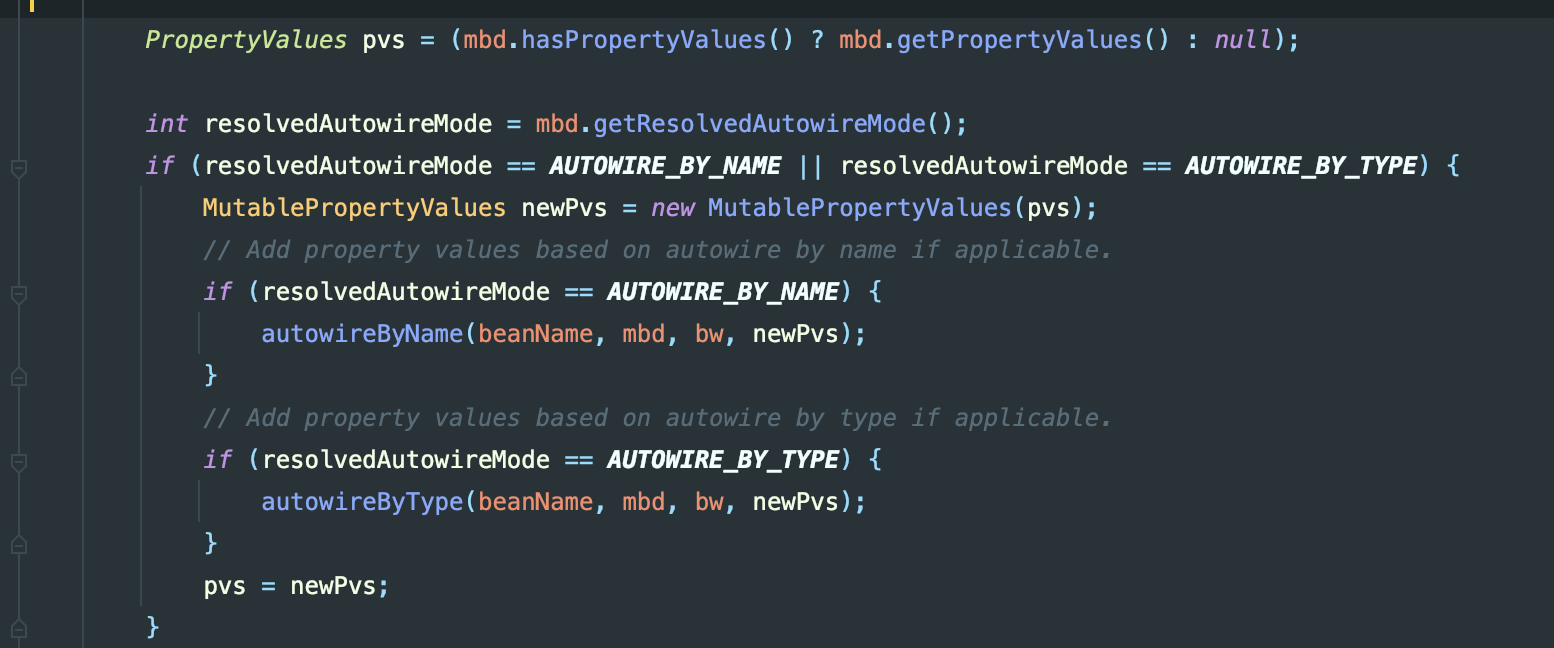 PropertyValues pvs = (mbd.hasPropertyValues() ? mbd.getPropertyValues() : null);
int resolvedAutowireMode = mbd.getResolvedAutowireMode();
if (resolvedAutowireMode == AUTOWIRE_BY_NAME || resolvedAutowireMode == AUTOWIRE_BY_TYPE) {
MutablePropertyValues newPvs = new MutablePropertyValues(pvs);
// Add property values based on autowire by name if applicable.
if (resolvedAutowireMode == AUTOWIRE_BY_NAME) {
autowireByName(beanName, mbd, bw, newPvs);
}
// Add property values based on autowire by type if applicable.
if (resolvedAutowireMode == AUTOWIRE_BY_TYPE) {
autowireByType(beanName, mbd, bw, newPvs);
}
pvs = newPvs;
}